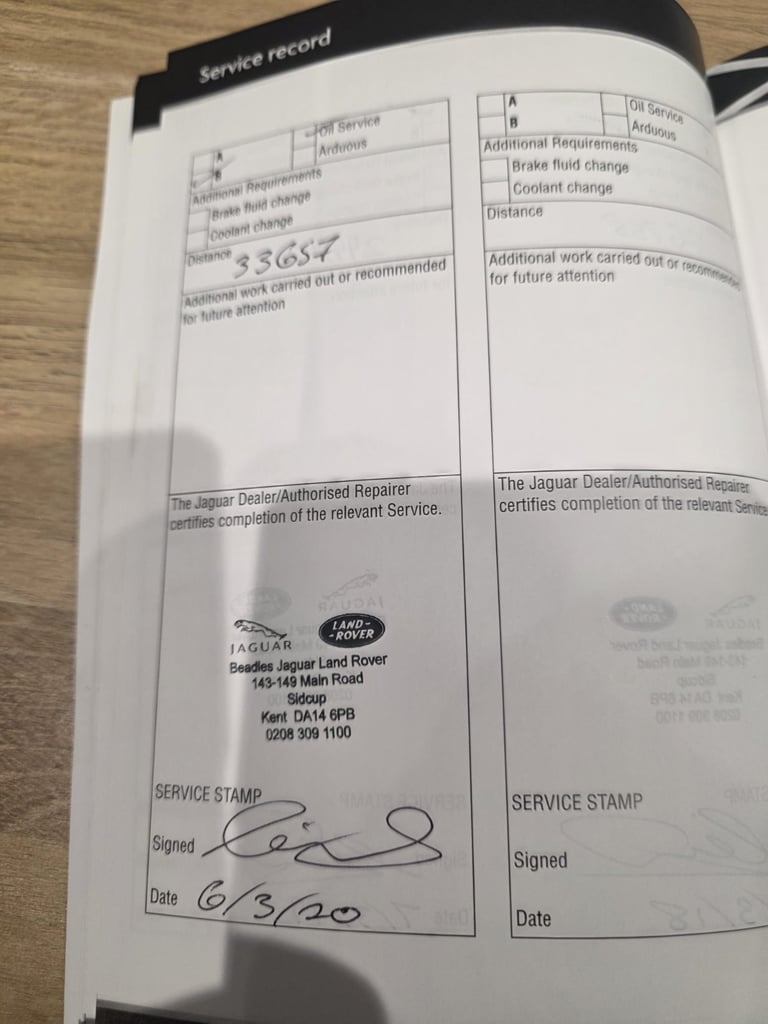 Service record
A
B
Oil Service
Arduous
Additional Requirements
Brake fluid change
Coolant change
Distance 33657
Additional work carried out or recommended
for future attention
The Jaguar Dealer/Authorised Repairer
certifies completion of the relevant Service.
JAGUAR
LAND-
-ROVER
Beadles Jaguar Land Rover
143-149 Main Road
Sidcup
Kent DA14 6PB
0208 309 1100
SERVICE STAMP
Signed
Date 6/3/20
A
B
Oil Service
Arduous
Additional Requirements
Brake fluid change
Coolant change
Distance
Additional work carried out or recommended
for future attention
The Jaguar Dealer/Authorised Repairer
certifies completion of the relevant Service
SERVICE STAMP
Signed
Date